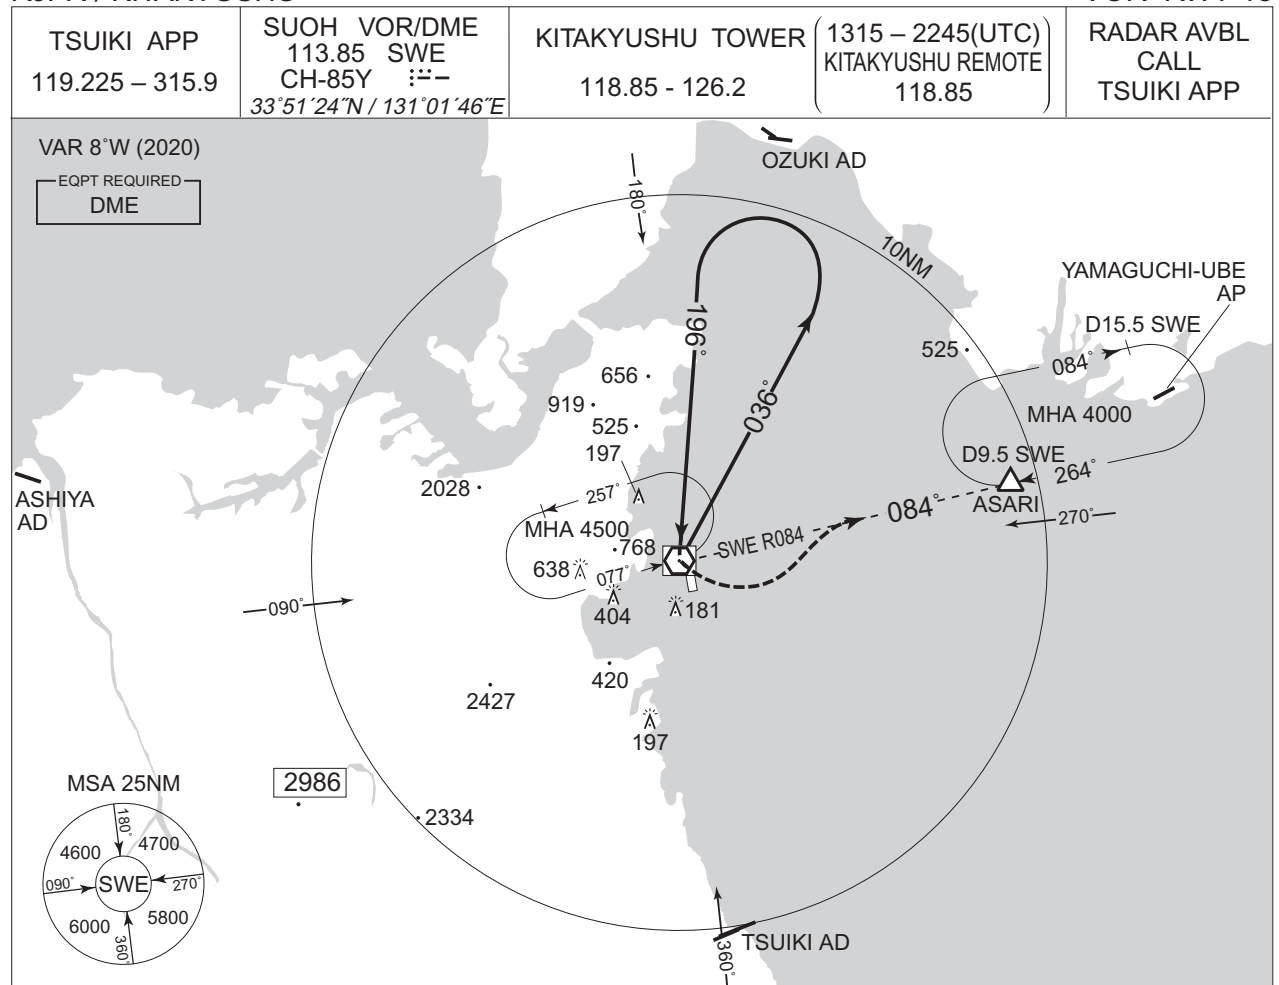 TSUIKI APP
119.225 – 315.9
SUOH VOR/DME
113.85 SWE
CH-85Y
33˚51´24˝N / 131˚01´46˝E
KITAKYUSHU TOWER
118.85 - 126.2
1315 – 2245(UTC)
KITAKYUSHU REMOTE
118.85
RADAR AVBL
CALL
TSUIKI APP
VAR 8˚W (2020)
EQPT REQUIRED
DME
OZUKI AD
180˚
10NM
YAMAGUCHI-UBE
AP
D15.5 SWE
525
084˚
196˚
656
036˚
919
525
MHA 4000
197
D9.5 SWE
264˚
2028
257˚
ASHIYA
AD
ASARI
084˚
270˚
MHA 4500
SWE R084
768
638
077˚
404
181
090˚
420
2427
197
MSA 25NM
2986
2334
180˚
4600
4700
090˚
SWE
270˚
6000
5800
360˚
TSUIKI AD
360˚